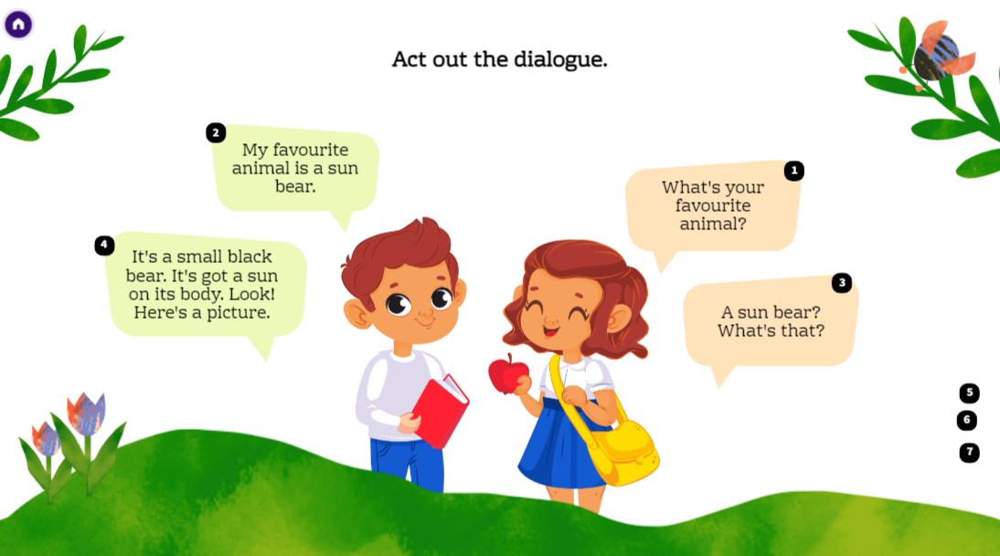 Act out the dialogue.
2
My favourite
animal is a sun
bear.
1
What's your
favourite
animal?
4
It's a small black
bear. It's got a sun
on its body. Look!
Here's a picture.
3
A sun bear?
What's that?
5
6
7